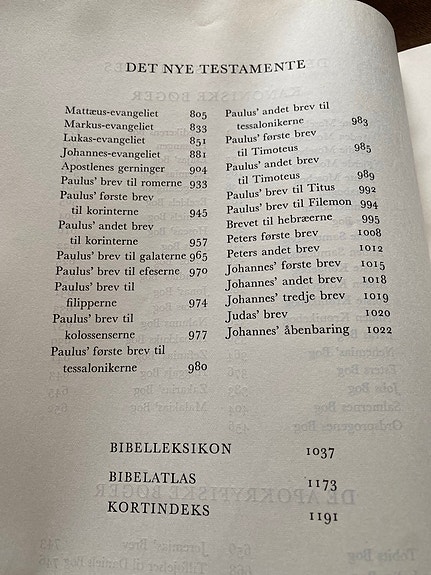 DET NYE TESTAMENTE
Mattæus-evangeliet 805
Markus-evangeliet 833
Lukas-evangeliet 851
Johannes-evangeliet 881
Apostlenes gerninger 904
Paulus’ brev til romerne 933
Paulus’ første brev
til korinterne 945
Paulus’ andet brev
til korinterne 957
Paulus’ brev til galaterne 965
Paulus’ brev til efeserne 970
Paulus’ brev til
filipperne 974
Paulus’ brev til
kolossenserne 977
Paulus’ første brev til
tessalonikerne 980
Paulus’ andet brev til
tessalonikerne 983
Paulus’ første brev
til Timoteus 985
Paulus’ andet brev
til Timoteus 989
Paulus’ brev til Titus 992
Paulus’ brev til Filemon 994
Brevet til hebræerne 995
Peters første brev 1008
Peters andet brev 1012
Johannes’ første brev 1015
Johannes’ andet brev 1018
Johannes’ tredje brev 1019
Judas’ brev 1020
Johannes’ åbenbaring 1022
BIBELLEKSIKON 1037
BIBELATLAS 1173
KORTINDEKS 1191